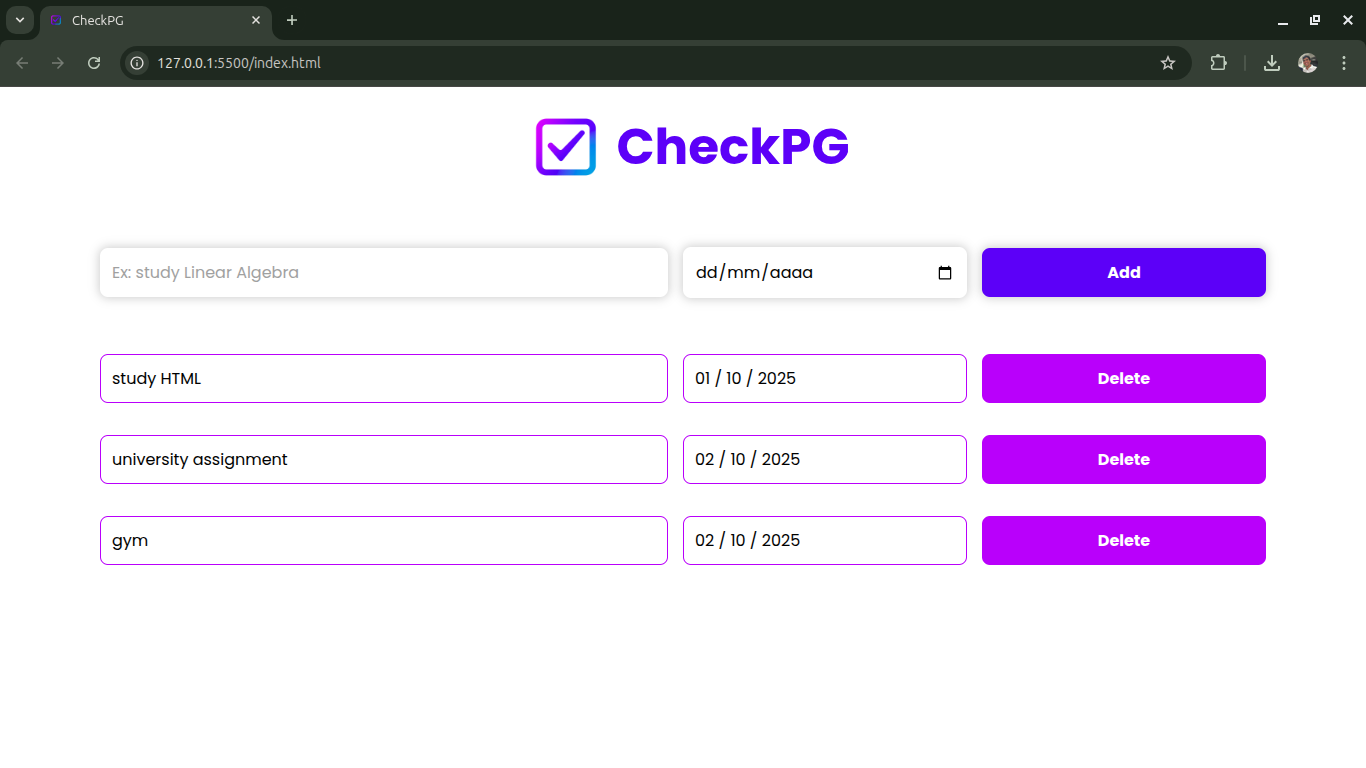 CheckPG
127.0.0.1:5500/index.html
CheckPG
Ex: study Linear Algebra dd/mm/aaaa Add
study HTML 01 / 10 / 2025 Delete
university assignment 02 / 10 / 2025 Delete
gym 02 / 10 / 2025 Delete